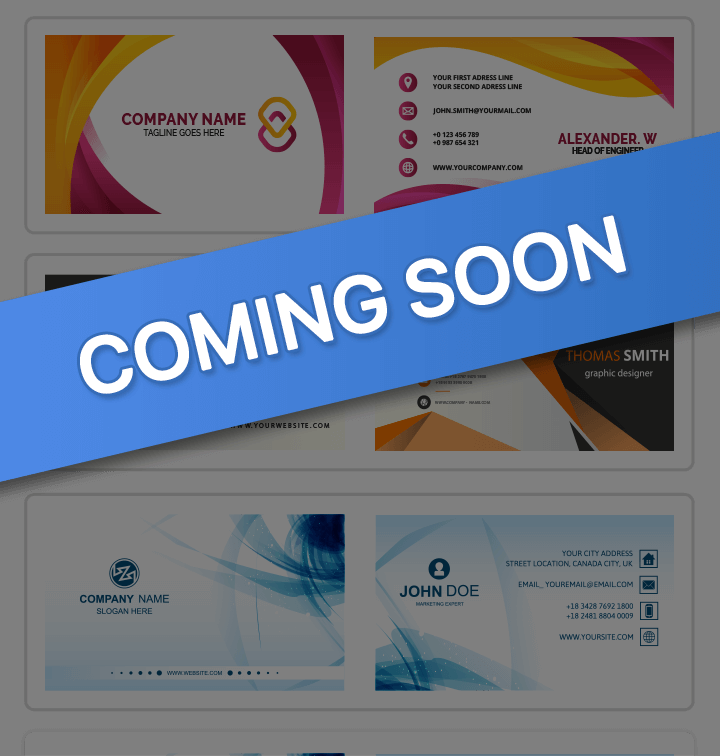 COMPANY NAME
TAGLINE GOES HERE
YOUR FIRST ADRESS LINE
YOUR SECOND ADRESS LINE
JOHN.SMITH@YOURMAIL.COM
+0 123 456 789
+0 987 654 321
WWW.YOURCOMPANY.COM
ALEXANDER. W
HEAD OF ENGINEER
COMING SOON
WWW.YOURWEBSITE.COM
THOMAS SMITH
graphic designer
COMPANY NAME
SLOGAN HERE
WWW.WEBSITE.COM
JOHN DOE
MARKETING EXPERT
YOUR CITY ADDRESS
STREET LOCATION, CANADA CITY, UK
EMAIL_ YOUREMAIL@EMAIL.COM
+18 3428 7692 1800
+18 2481 8804 0009
WWW.YOURSITE.COM